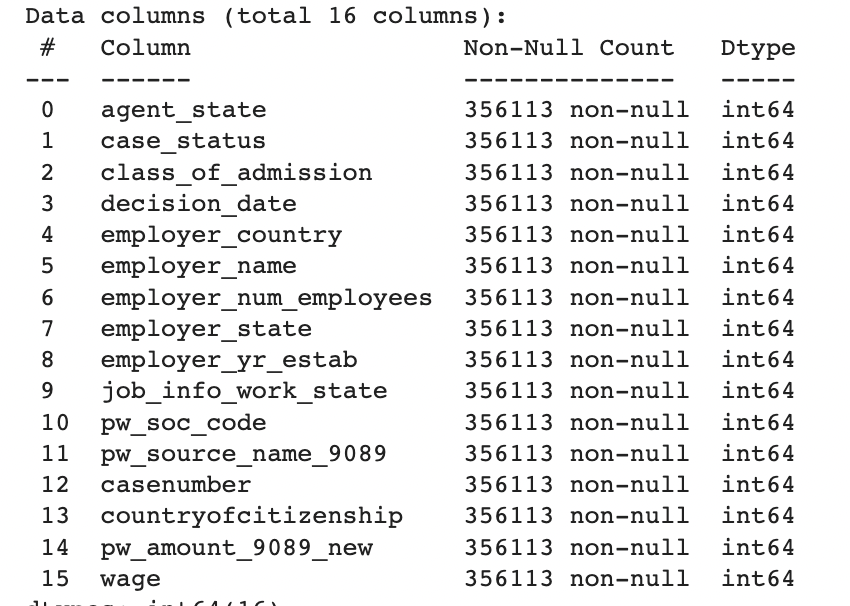 Data columns (total 16 columns):
# Column Non-Null Count Dtype
--- ------ -------------- -----
0 agent_state 356113 non-null int64
1 case_status 356113 non-null int64
2 class_of_admission 356113 non-null int64
3 decision_date 356113 non-null int64
4 employer_country 356113 non-null int64
5 employer_name 356113 non-null int64
6 employer_num_employees 356113 non-null int64
7 employer_state 356113 non-null int64
8 employer_yr_estab 356113 non-null int64
9 job_info_work_state 356113 non-null int64
10 pw_soc_code 356113 non-null int64
11 pw_source_name_9089 356113 non-null int64
12 casenumber 356113 non-null int64
13 countryofcitizenship 356113 non-null int64
14 pw_amount_9089_new 356113 non-null int64
15 wage 356113 non-null int64
dtypes: int64(16)